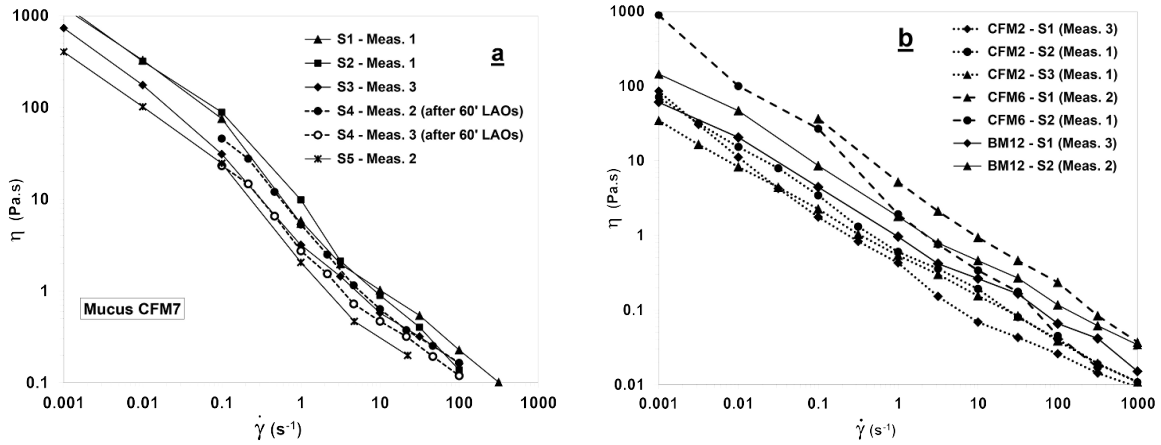 1000
100
10
1
0.1
η (Pa.s)
0.001 0.01 0.1 1 10 100 1000
γ̇ (s⁻¹)
S1 - Meas. 1
S2 - Meas. 1
S3 - Meas. 3
S4 - Meas. 2 (after 60' LAOs)
S4 - Meas. 3 (after 60' LAOs)
S5 - Meas. 2
a
Mucus CFM7
1000
100
10
1
0.1
0.01
η (Pa.s)
0.001 0.01 0.1 1 10 100 1000
γ̇ (s⁻¹)
b
CFM2 - S1 (Meas. 3)
CFM2 - S2 (Meas. 1)
CFM2 - S3 (Meas. 1)
CFM6 - S1 (Meas. 2)
CFM6 - S2 (Meas. 1)
BM12 - S1 (Meas. 3)
BM12 - S2 (Meas. 2)